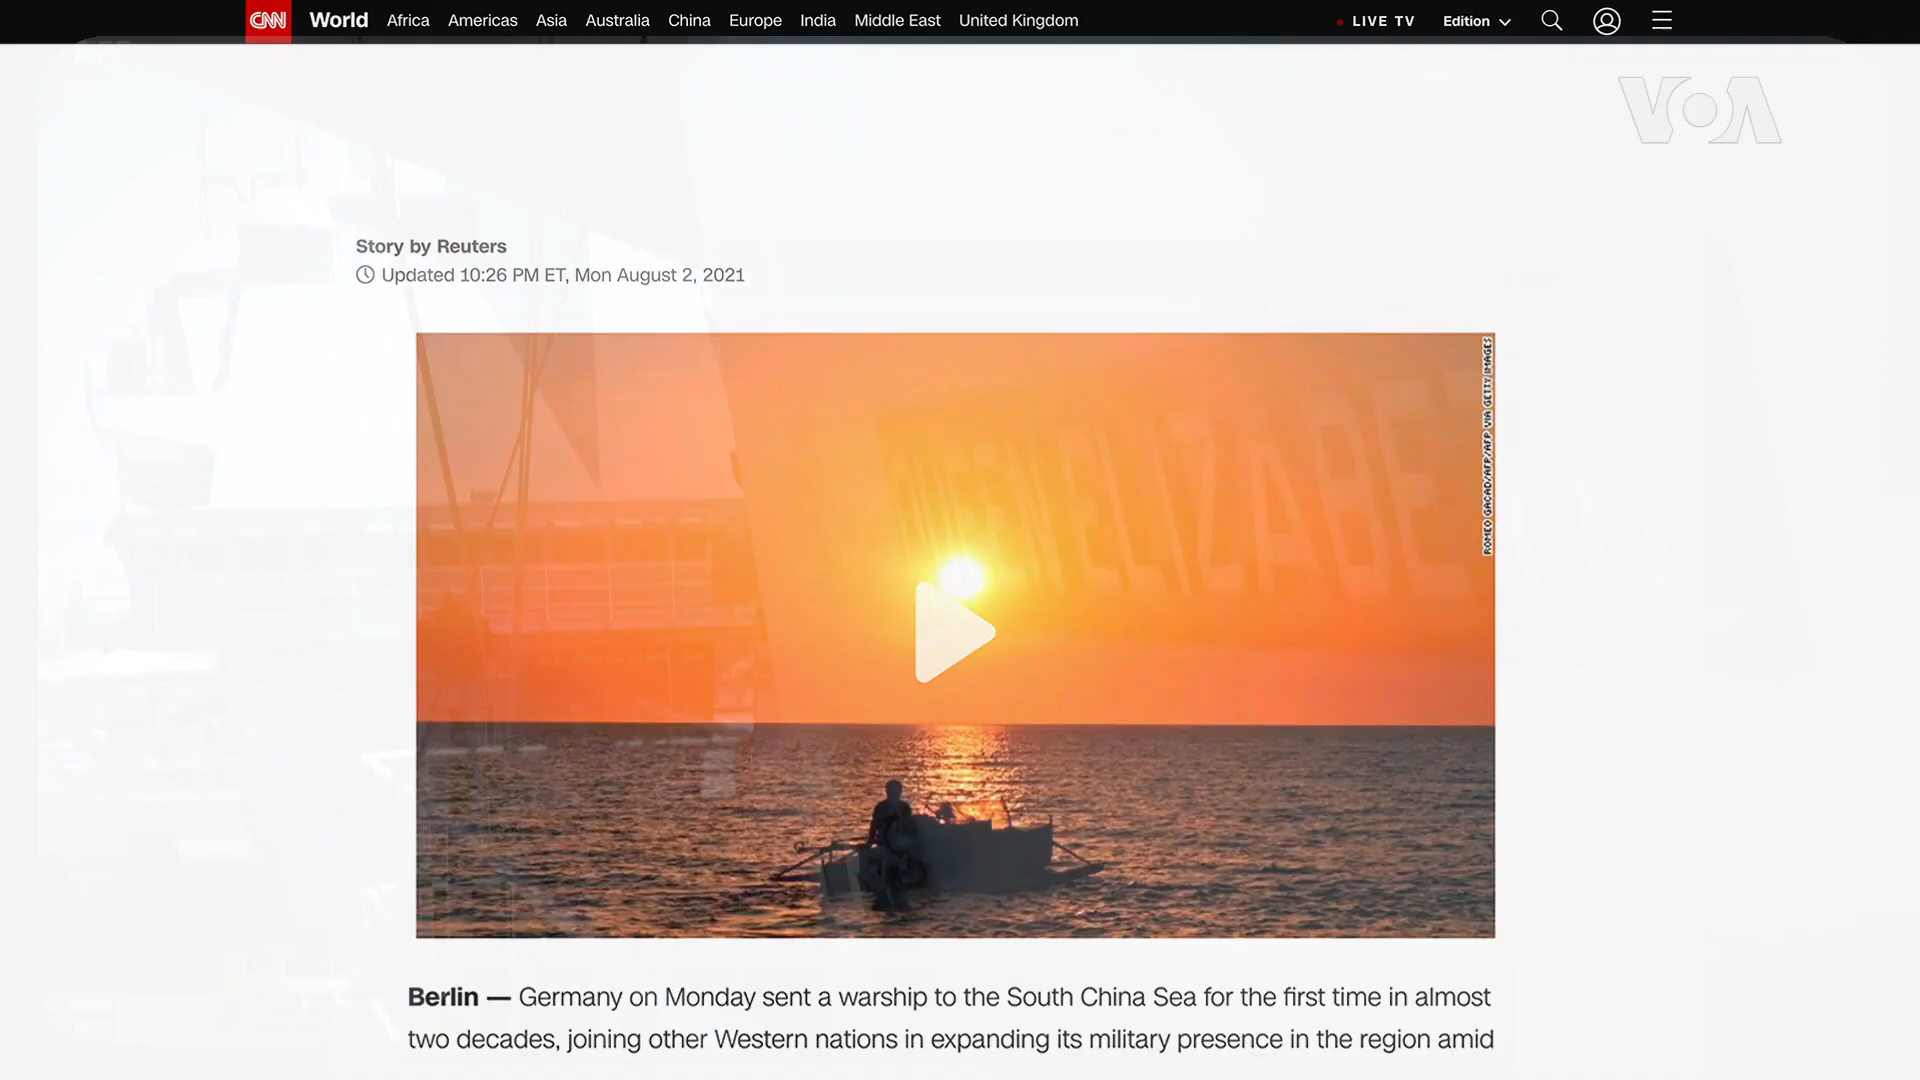 CNN World Africa Americas Asia Australia China Europe India Middle East United Kingdom LIVE TV Edition
VOA
Story by Reuters
Updated 10:26 PM ET, Mon August 2, 2021
ROMEO GACAD/AFP/AFP VIA GETTY IMAGES
QUEEN ELIZABETH
Berlin — Germany on Monday sent a warship to the South China Sea for the first time in almost
two decades, joining other Western nations in expanding its military presence in the region amid